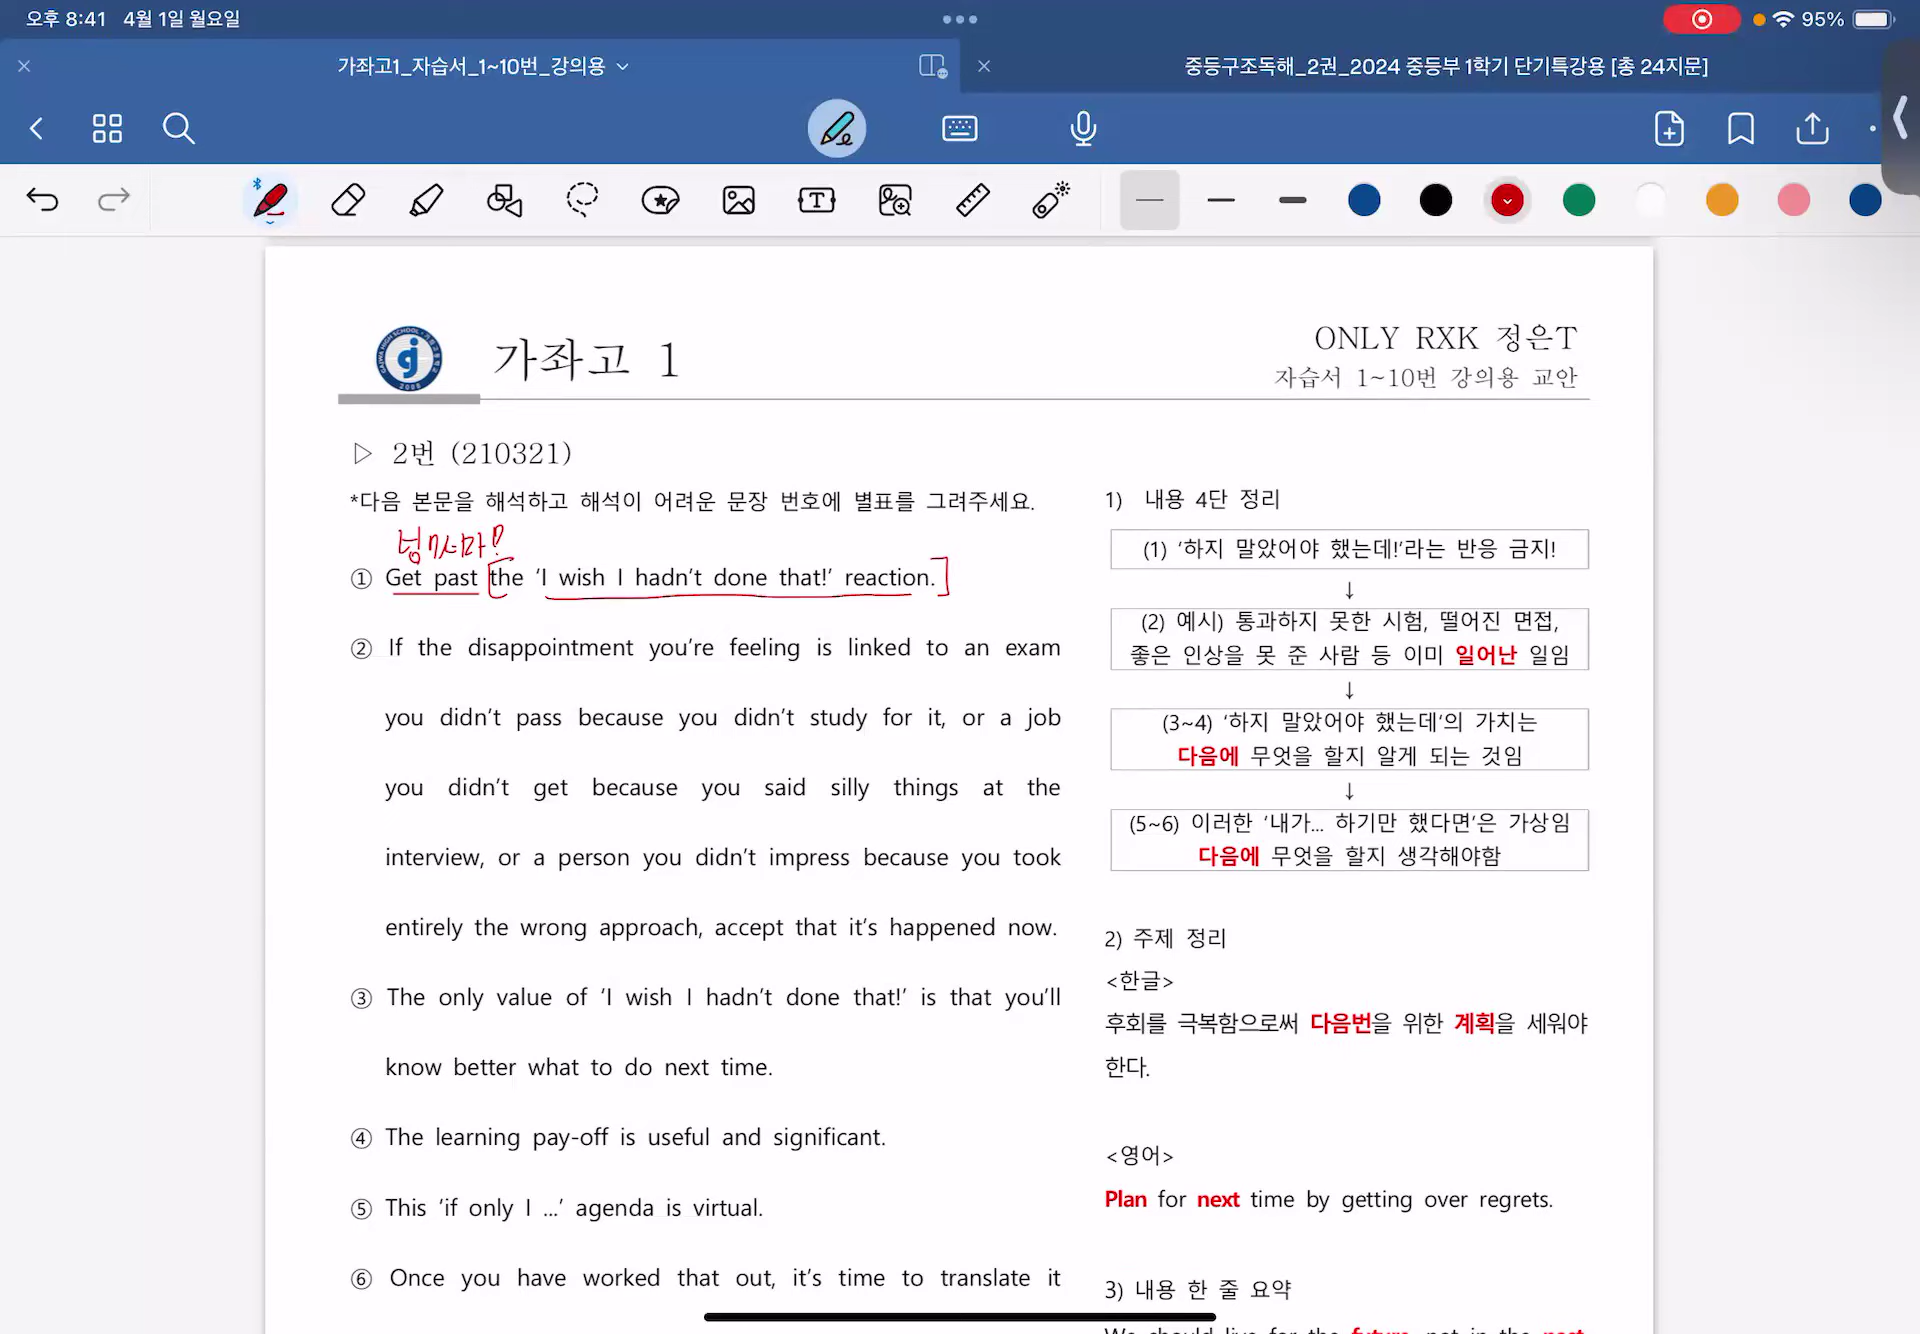 오후 8:41 4월 1일 월요일
95%
가좌고1_자습서_1~10번_강의용
중등구조독해_2권_2024 중등부 1학기 단기특강용 [총 24지문]
가좌고 1
ONLY RXK 정은T
자습서 1~10번 강의용 교안
▷ 2번 (210321)
*다음 본문을 해석하고 해석이 어려운 문장 번호에 별표를 그려주세요.
① Get past the ‘I wish I hadn’t done that!’ reaction.
② If the disappointment you’re feeling is linked to an exam
you didn’t pass because you didn’t study for it, or a job
you didn’t get because you said silly things at the
interview, or a person you didn’t impress because you took
entirely the wrong approach, accept that it’s happened now.
③ The only value of ‘I wish I hadn’t done that!’ is that you’ll
know better what to do next time.
④ The learning pay-off is useful and significant.
⑤ This ‘if only I ...’ agenda is virtual.
⑥ Once you have worked that out, it’s time to translate it
1) 내용 4단 정리
(1) ‘하지 말았어야 했는데!’라는 반응 금지!
↓
(2) 예시) 통과하지 못한 시험, 떨어진 면접,
좋은 인상을 못 준 사람 등 이미 일어난 일임
↓
(3~4) ‘하지 말았어야 했는데‘의 가치는
다음에 무엇을 할지 알게 되는 것임
↓
(5~6) 이러한 ‘내가... 하기만 했다면‘은 가상임
다음에 무엇을 할지 생각해야함
2) 주제 정리
<한글>
후회를 극복함으로써 다음번을 위한 계획을 세워야
한다.
<영어>
Plan for next time by getting over regrets.
3) 내용 한 줄 요약
We should live for the future, not in the past